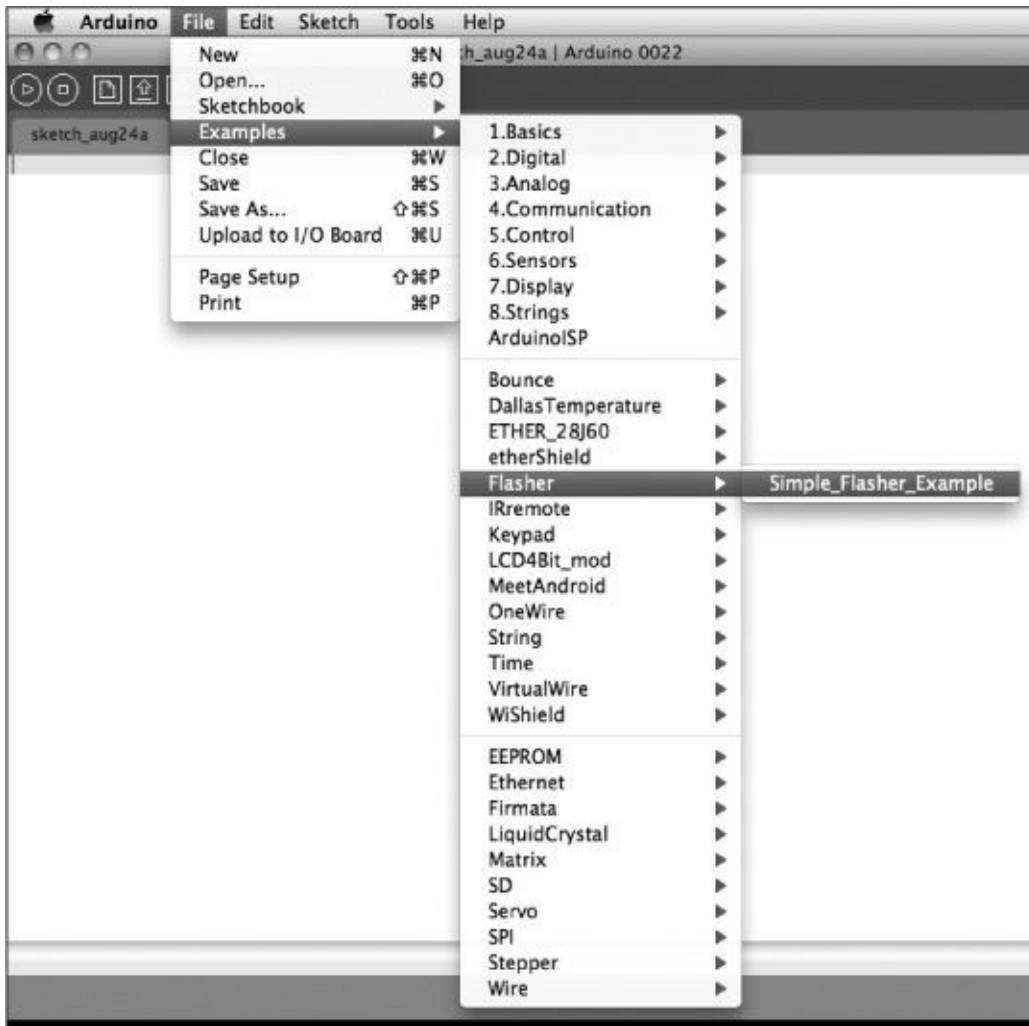 Arduino File Edit Sketch Tools Help
h_aug24a | Arduino 0022
sketch_aug24a
New ⌘N
Open... ⌘O
Sketchbook
Examples
Close ⌘W
Save ⌘S
Save As... ⇧⌘S
Upload to I/O Board ⌘U
Page Setup ⇧⌘P
Print ⌘P
1.Basics
2.Digital
3.Analog
4.Communication
5.Control
6.Sensors
7.Display
8.Strings
ArduinoISP
Bounce
DallasTemperature
ETHER_28J60
etherShield
Flasher
IRremote
Keypad
LCD4Bit_mod
MeetAndroid
OneWire
String
Time
VirtualWire
WiShield
EEPROM
Ethernet
Firmata
LiquidCrystal
Matrix
SD
Servo
SPI
Stepper
Wire
Simple_Flasher_Example